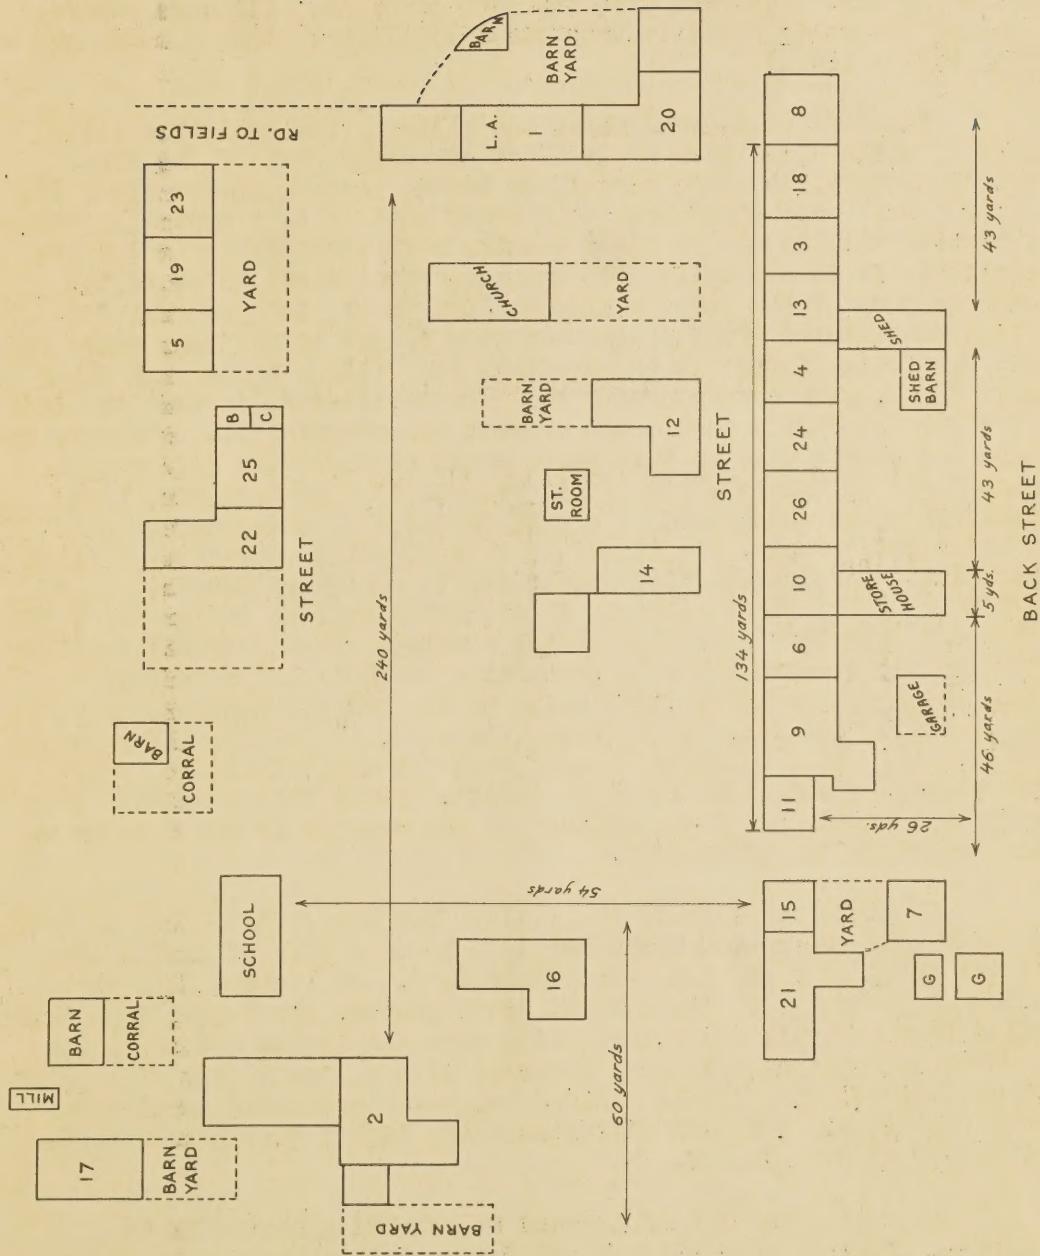 RD. TO FIELDS
BARN
BARN
YARD
L. A.
1
20
23
19
5
YARD
CHURCH
YARD
B
C
25
22
STREET
BARN
YARD
12
ST.
ROOM
14
240 yards
BARN
CORRAL
SCHOOL
BARN
CORRAL
MILL
17
BARN
YARD
2
BARN YARD
16
54 yards
60 yards
STREET
134 yards
8
18
3
13
4
24
26
10
6
9
11
SHED
SHED
BARN
STORE
HOUSE
GARAGE
43 yards
43 yards
5 yds.
46 yards
26 yds.
BACK STREET
15
21
YARD
7
G
G